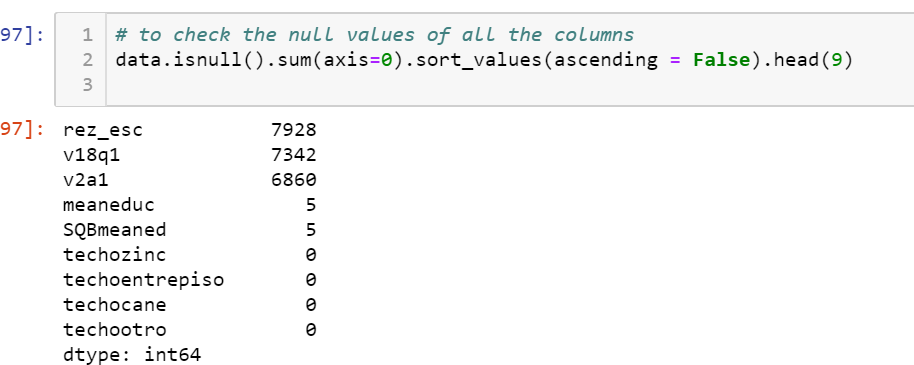 97]:
1 # to check the null values of all the columns
2 data.isnull().sum(axis=0).sort_values(ascending = False).head(9)
3
97]:
rez_esc 7928
v18q1 7342
v2a1 6860
meaneduc 5
SQBmeaned 5
techozinc 0
techoentrepiso 0
techocane 0
techootro 0
dtype: int64